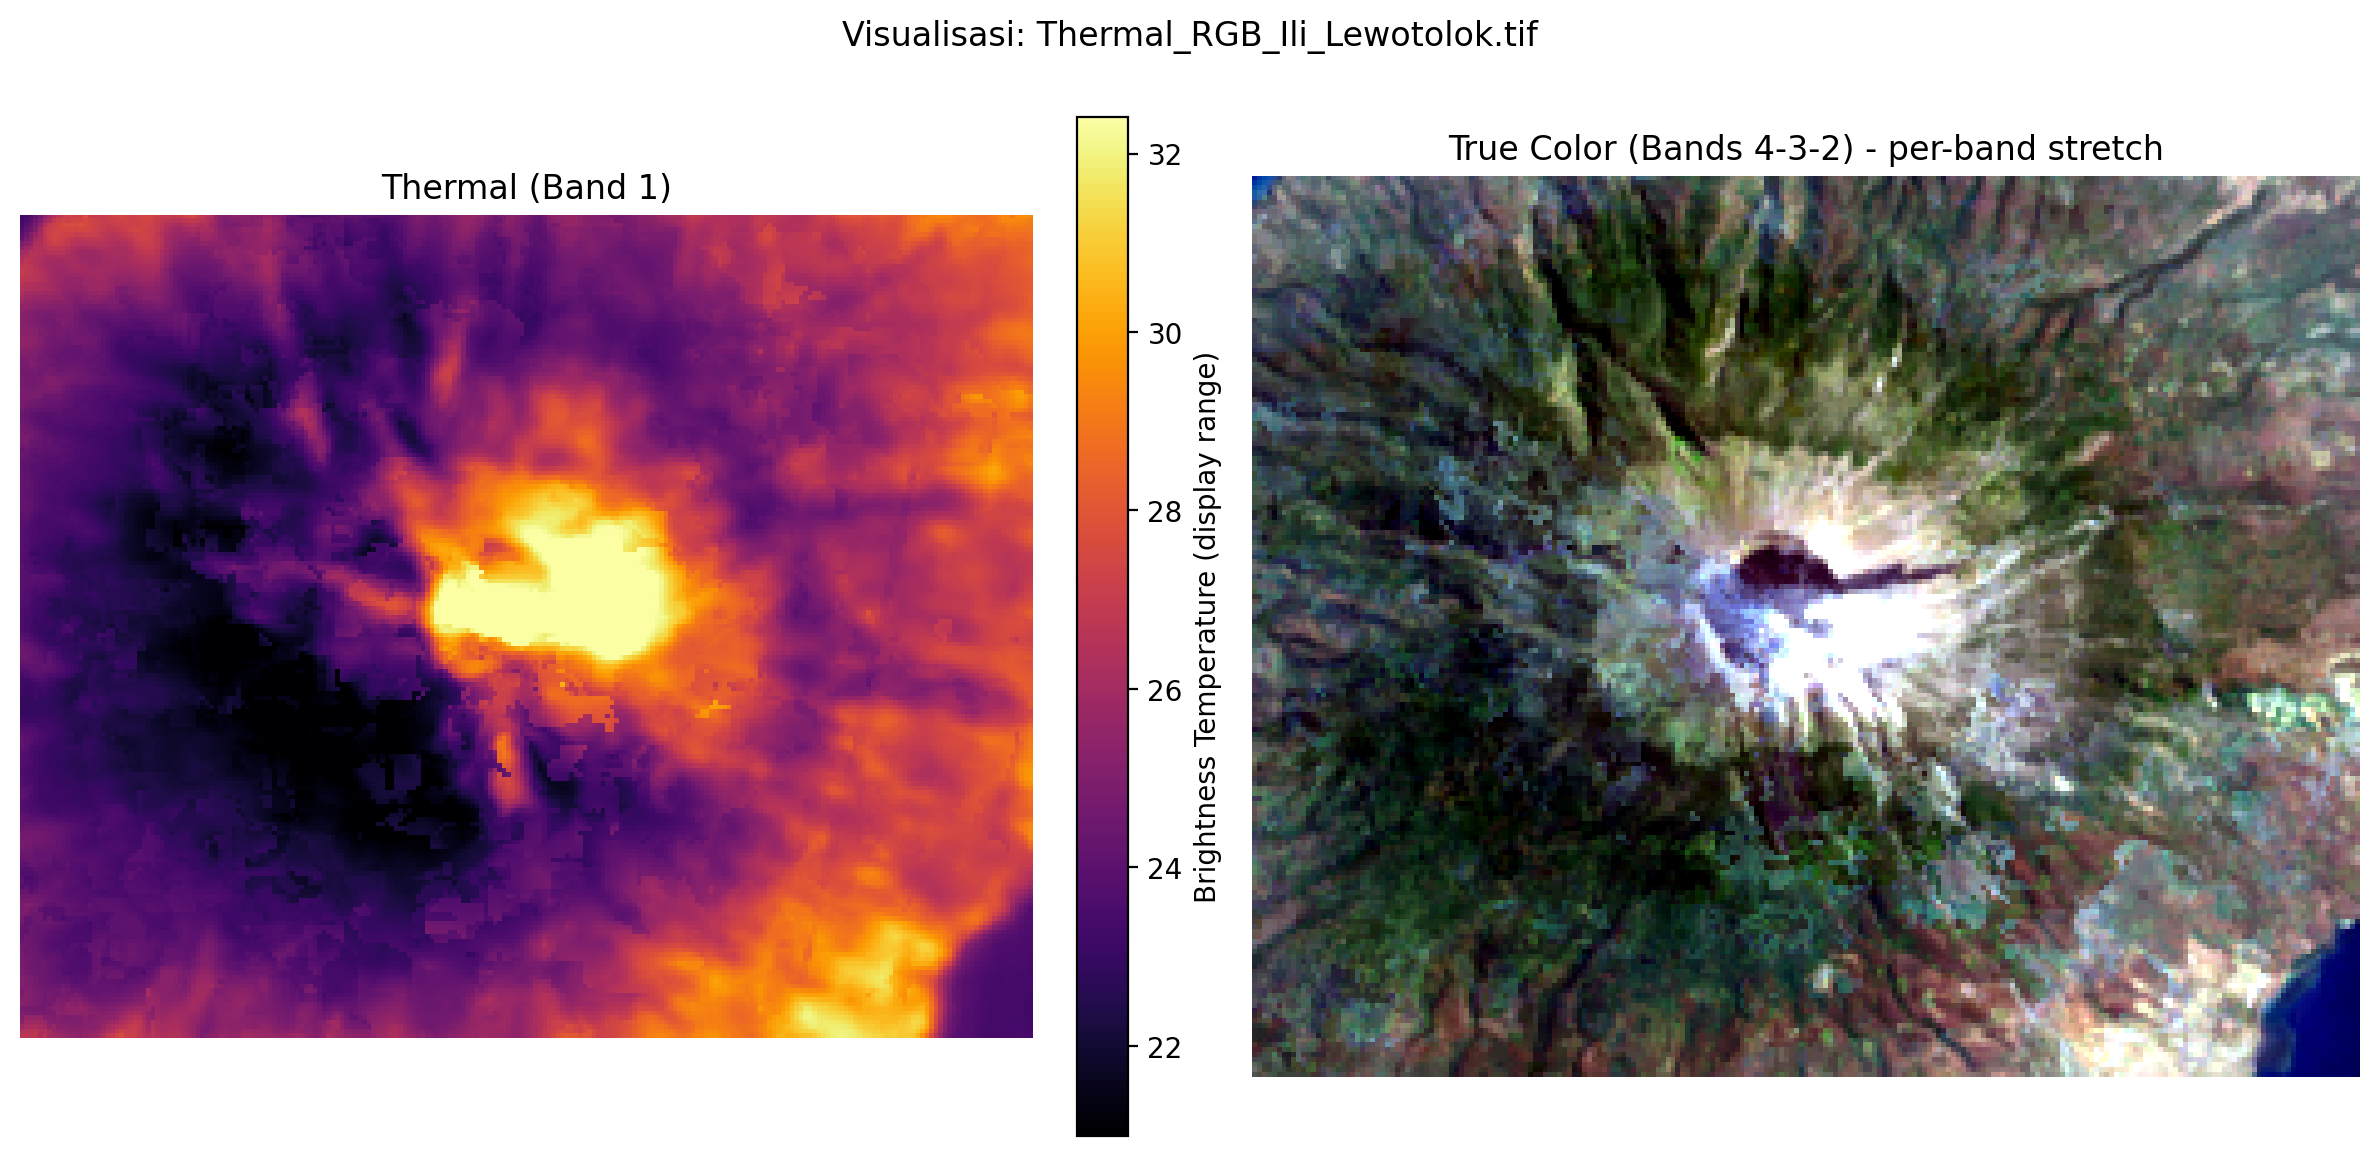 Visualisasi: Thermal_RGB_Ili_Lewotolok.tif
Thermal (Band 1)
32
30
28
26
24
22
Brightness Temperature (display range)
True Color (Bands 4-3-2) - per-band stretch